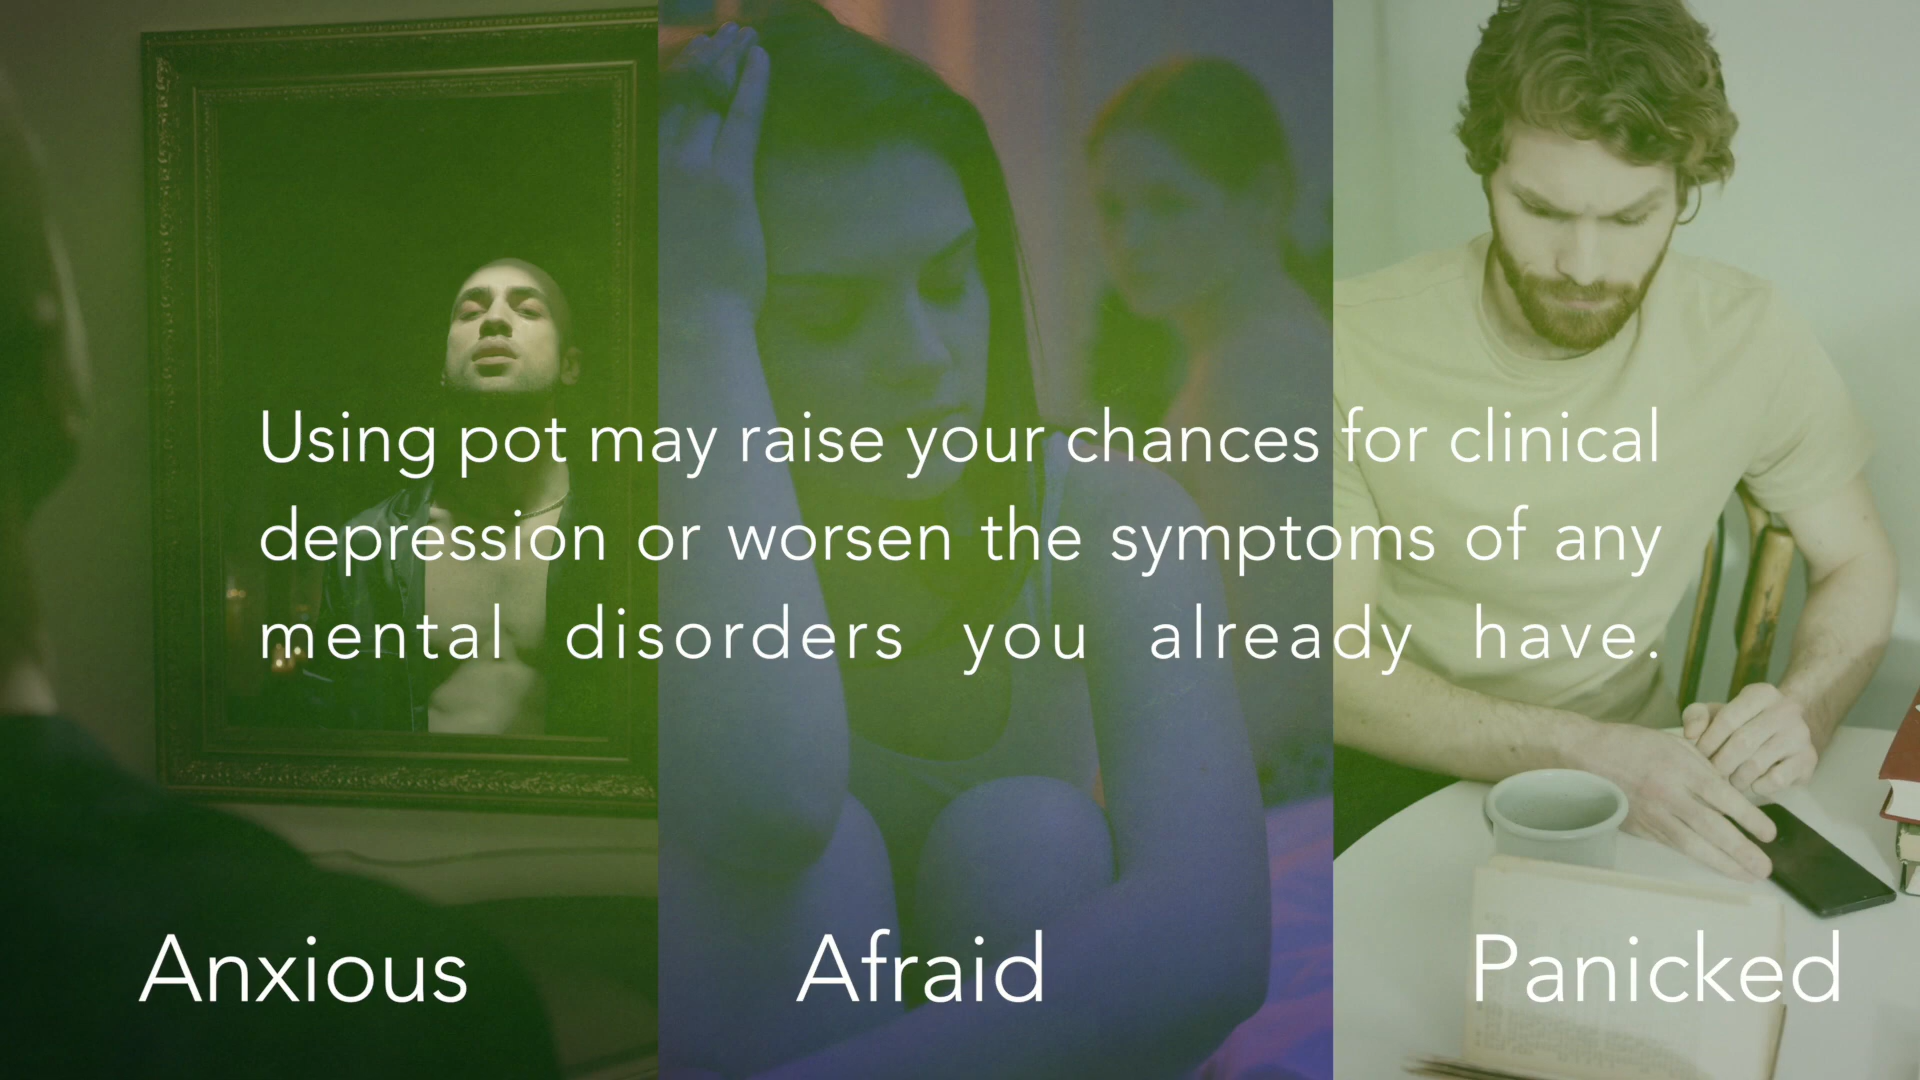 Using pot may raise your chances for clinical
depression or worsen the symptoms of any
mental disorders you already have.
Anxious
Afraid
Panicked